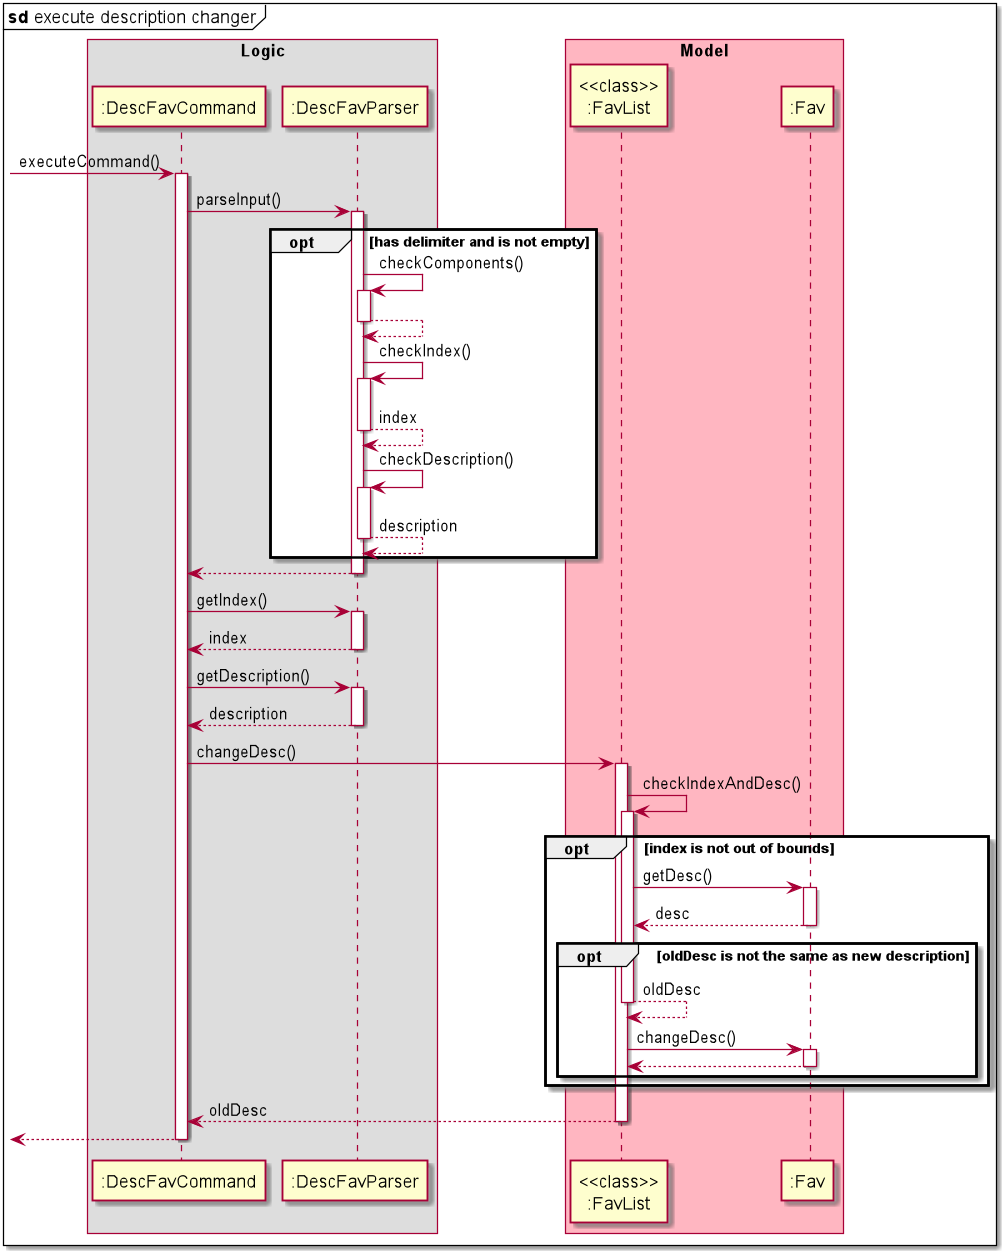 sd execute description changer
Logic
Model
:DescFavCommand
:DescFavParser
<<class>>
:FavList
:Fav
executeCommand()
parseInput()
opt
[has delimiter and is not empty]
checkComponents()
checkIndex()
index
checkDescription()
description
getIndex()
index
getDescription()
description
changeDesc()
checkIndexAndDesc()
opt
[index is not out of bounds]
getDesc()
desc
opt
[oldDesc is not the same as new description]
oldDesc
changeDesc()
oldDesc
:DescFavCommand
:DescFavParser
<<class>>
:FavList
:Fav